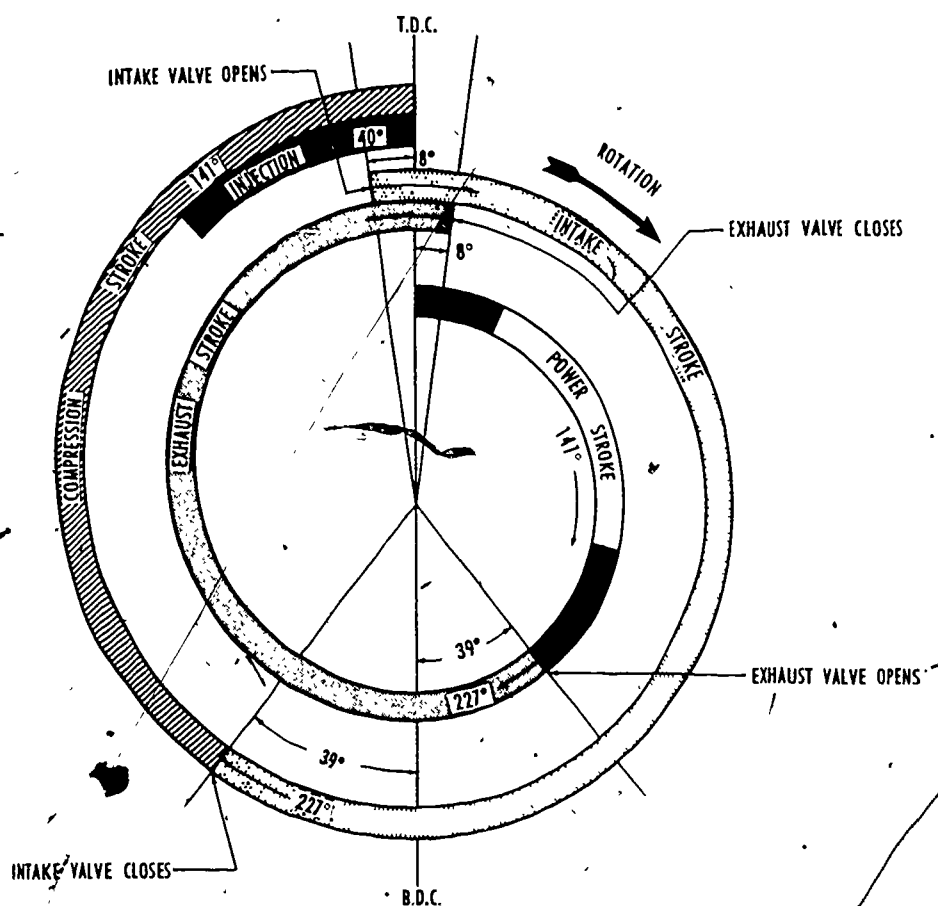 T.D.C.
INTAKE VALVE OPENS
40°
8°
141°
INJECTION
ROTATION
INTAKE
EXHAUST VALVE CLOSES
8°
STROKE
STROKE
STROKE
POWER STROKE
141°
COMPRESSION
EXHAUST
39°
EXHAUST VALVE OPENS
227°
39°
227°
INTAKE VALVE CLOSES
B.D.C.